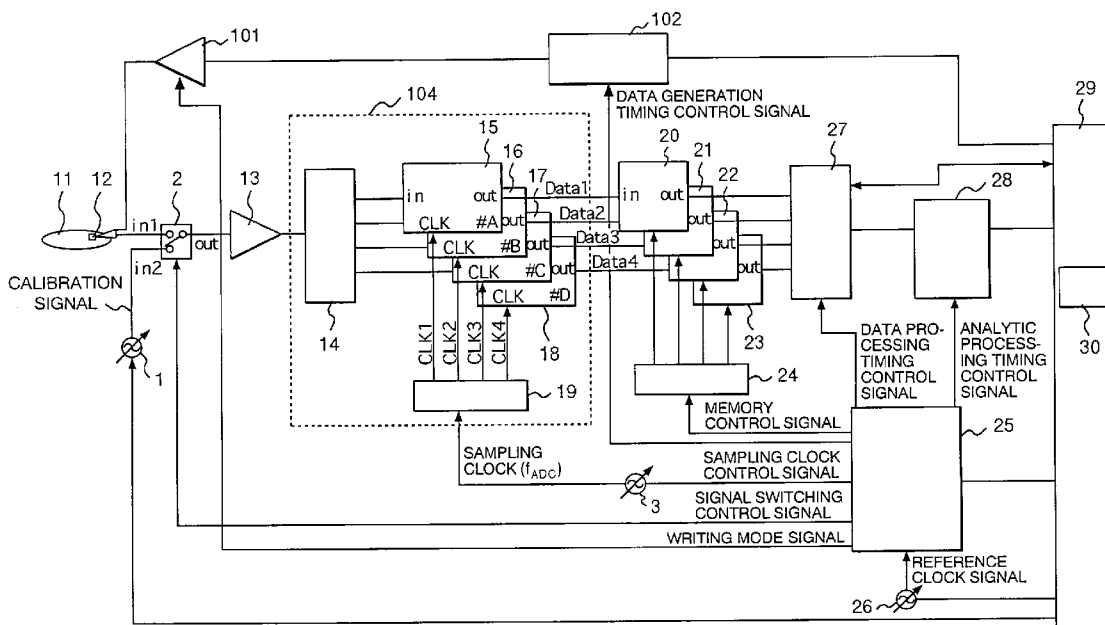 101
102
104
DATA GENERATION
TIMING CONTROL SIGNAL
29
15
20
27
16
21
28
11
12
2
13
17
22
in
out
Data1
in
out
in1
out
CLK
#A
out
Data2
out
in2
CLK
#B
out
Data3
out
CLK
#C
out
Data4
out
CLK
#D
CALIBRATION
SIGNAL
14
CLK1
CLK2
CLK3
CLK4
18
23
30
1
19
24
DATA PRO-
CESSING
TIMING
CONTROL
SIGNAL
ANALYTIC
PROCESS-
ING TIMING
CONTROL
SIGNAL
MEMORY
CONTROL SIGNAL
25
SAMPLING
CLOCK (fADC)
SAMPLING CLOCK
CONTROL SIGNAL
3
SIGNAL SWITCHING
CONTROL SIGNAL
WRITING MODE SIGNAL
REFERENCE
CLOCK SIGNAL
26